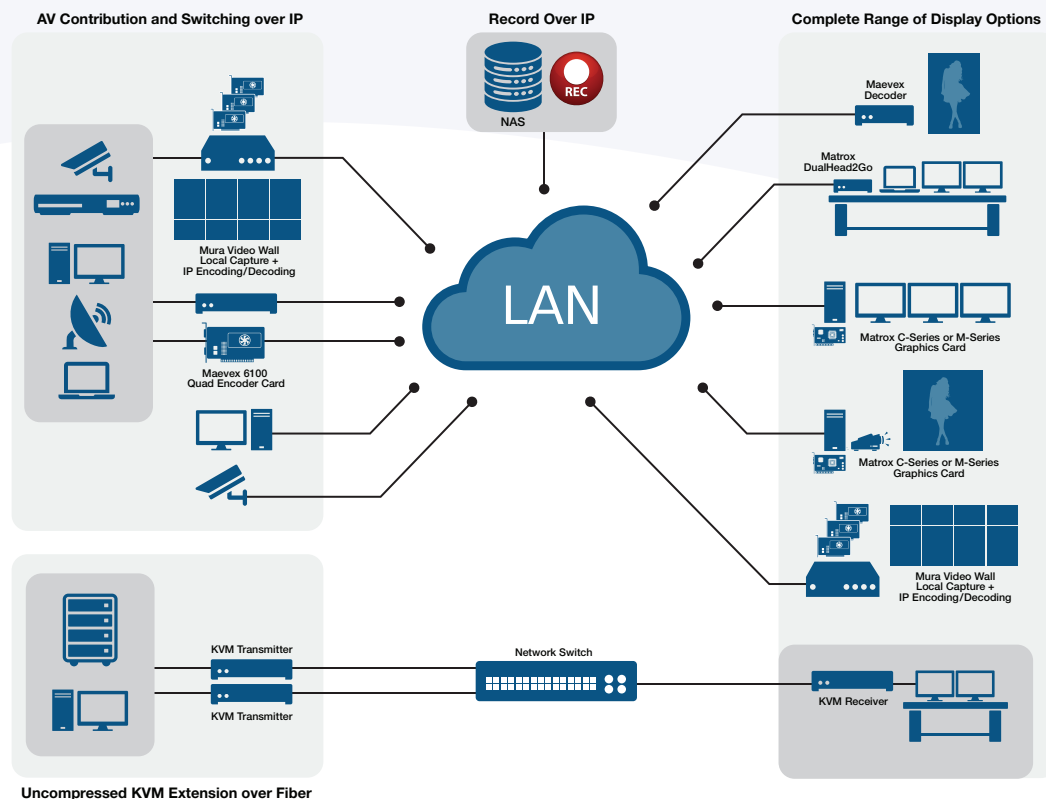 AV Contribution and Switching over IP
Record Over IP
Complete Range of Display Options
REC
NAS
Mura Video Wall
Local Capture +
IP Encoding/Decoding
Maevex 6100
Quad Encoder Card
LAN
Maevex
Decoder
Matrox
DualHead2Go
Matrox C-Series or M-Series
Graphics Card
Matrox C-Series or M-Series
Graphics Card
Mura Video Wall
Local Capture +
IP Encoding/Decoding
KVM Transmitter
KVM Transmitter
Network Switch
KVM Receiver
Uncompressed KVM Extension over Fiber